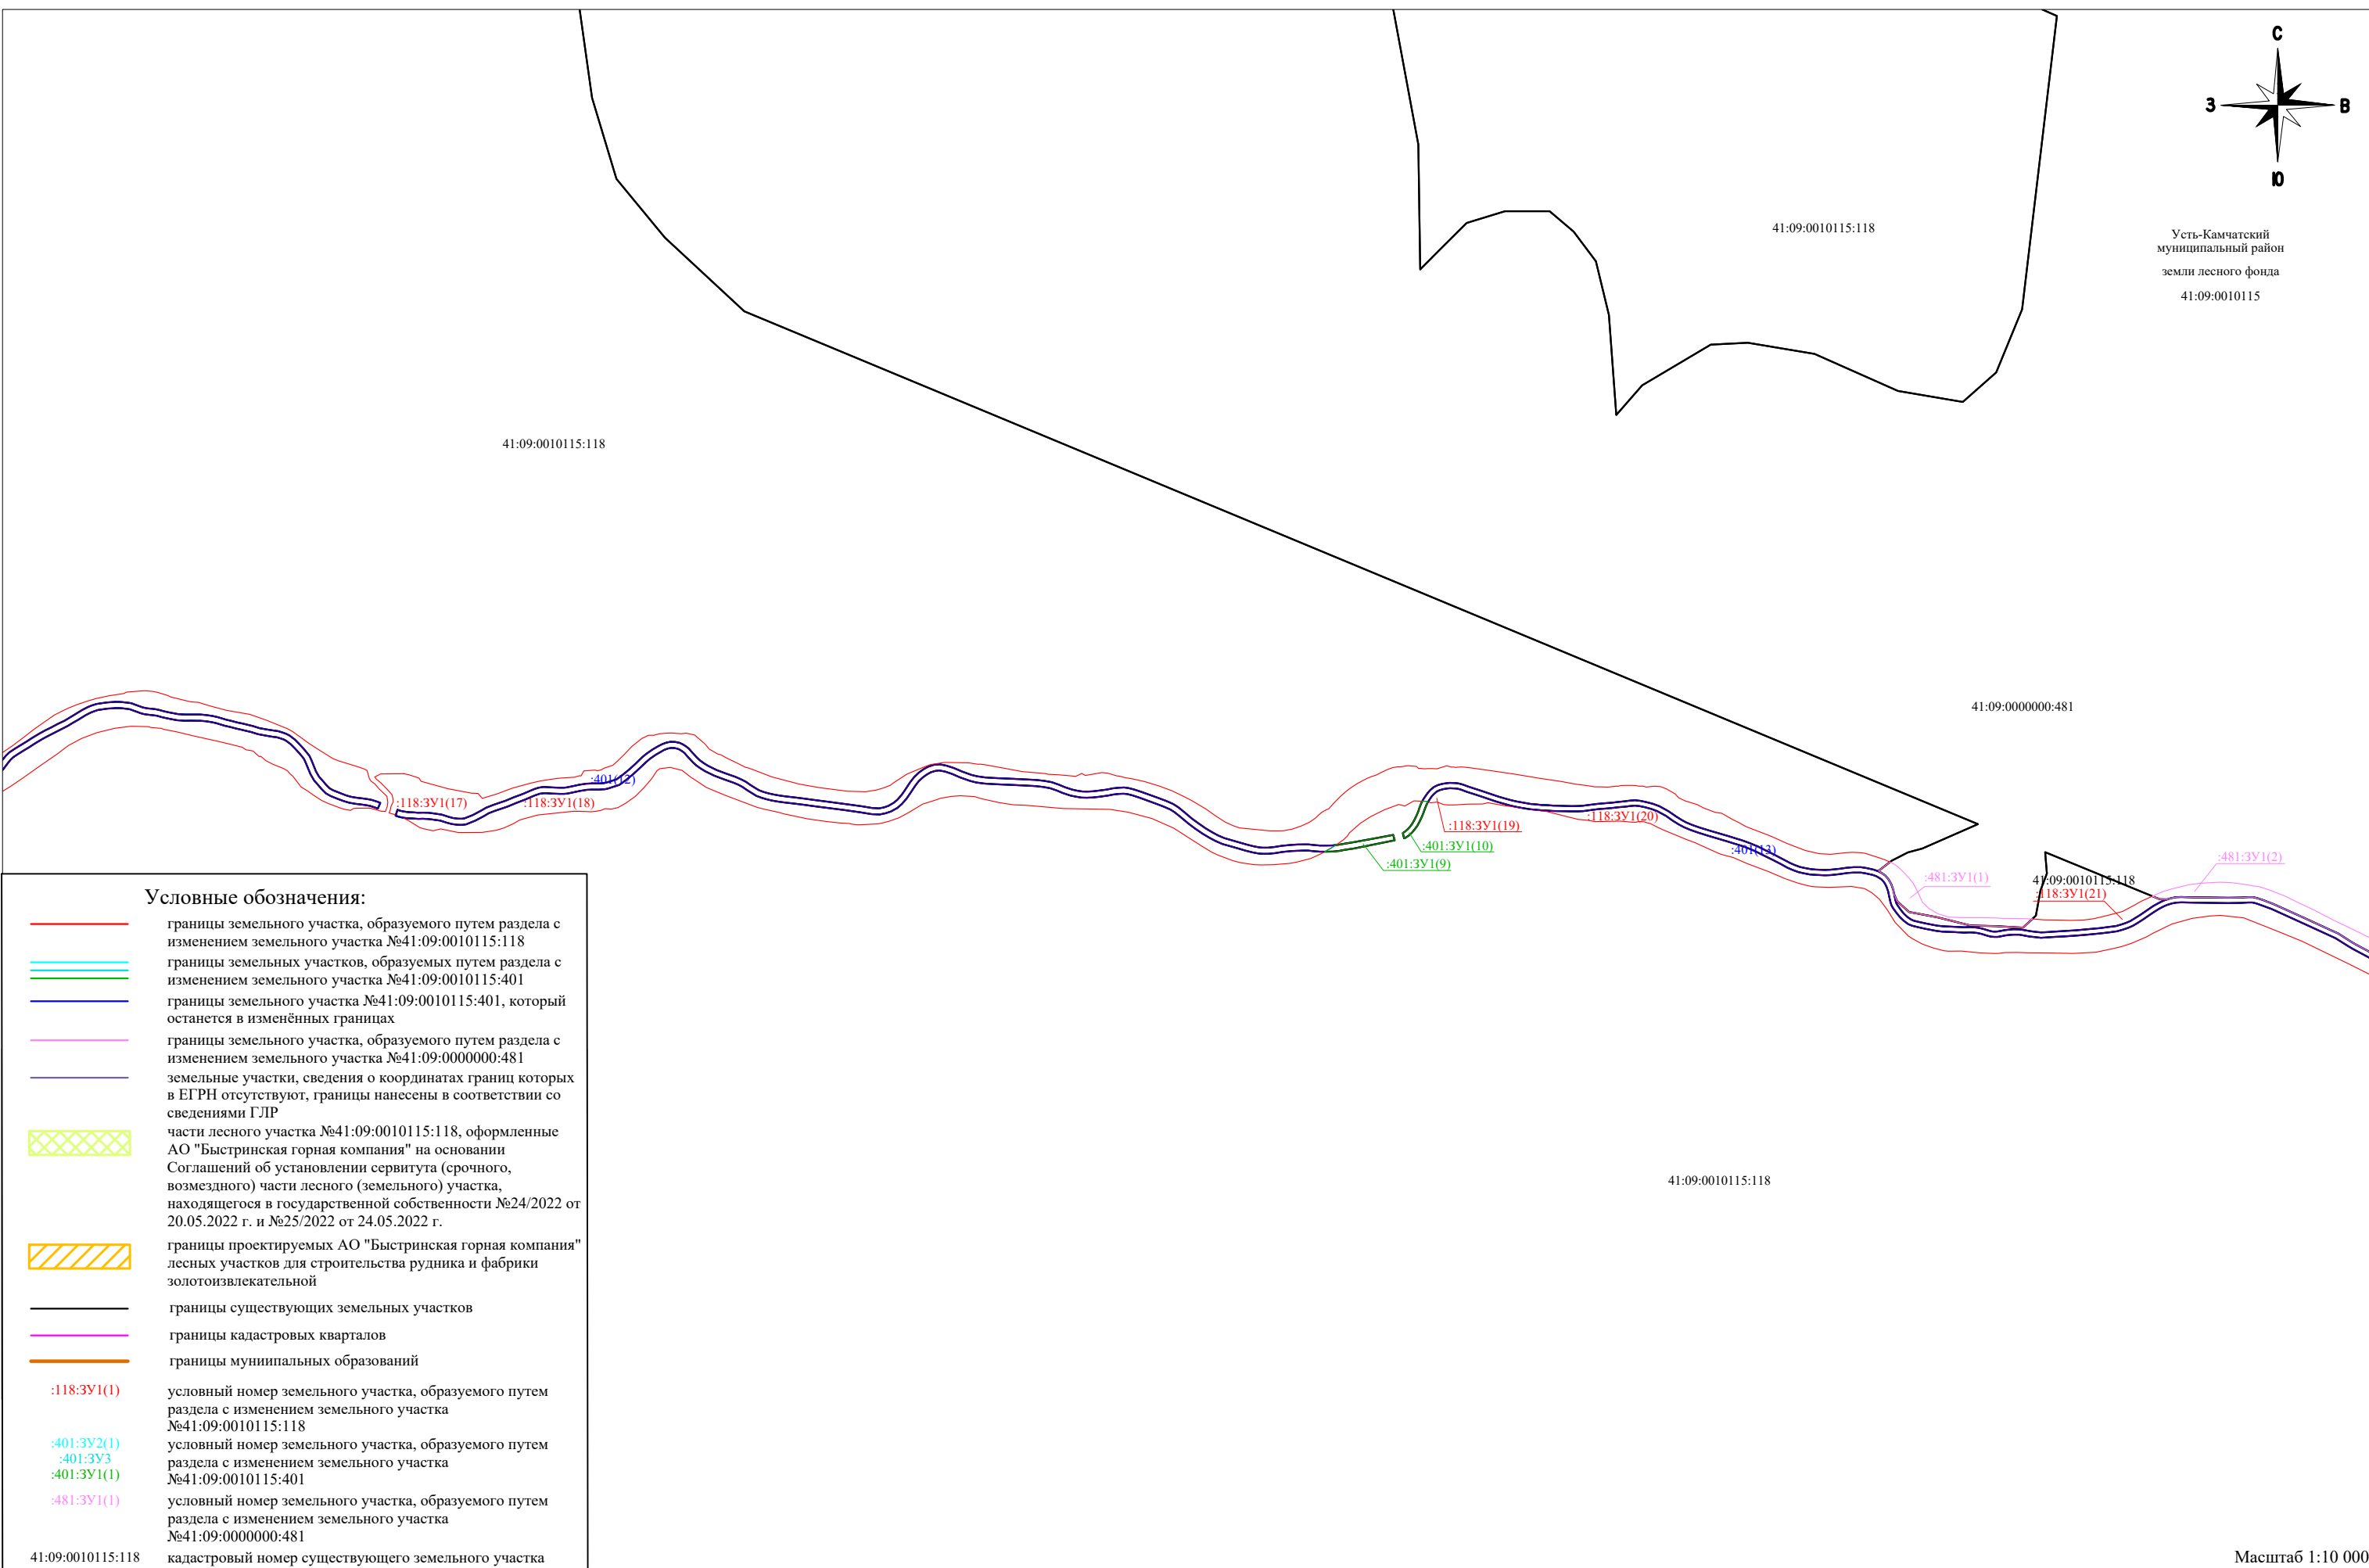 С
З
В
Ю
41:09:0010115:118
Усть-Камчатский
муниципальный район
земли лесного фонда
41:09:0010115
41:09:0010115:118
41:09:0000000:481
:401(12)
:118:ЗУ1(17)
:118:ЗУ1(18)
:118:ЗУ1(19)
:118:ЗУ1(20)
:401:ЗУ1(10)
:401:ЗУ1(9)
:401(13)
:481:ЗУ1(2)
:481:ЗУ1(1)
41:09:0010115:118
:118:ЗУ1(21)
41:09:0010115:118
Условные обозначения:
границы земельного участка, образуемого путем раздела с
изменением земельного участка №41:09:0010115:118
границы земельных участков, образуемых путем раздела с
изменением земельного участка №41:09:0010115:401
границы земельного участка №41:09:0010115:401, который
останется в изменённых границах
границы земельного участка, образуемого путем раздела с
изменением земельного участка №41:09:0000000:481
земельные участки, сведения о координатах границ которых
в ЕГРН отсутствуют, границы нанесены в соответствии со
сведениями ГЛР
части лесного участка №41:09:0010115:118, оформленные
АО "Быстринская горная компания" на основании
Соглашений об установлении сервитута (срочного,
возмездного) части лесного (земельного) участка,
находящегося в государственной собственности №24/2022 от
20.05.2022 г. и №25/2022 от 24.05.2022 г.
границы проектируемых АО "Быстринская горная компания"
лесных участков для строительства рудника и фабрики
золотоизвлекательной
границы существующих земельных участков
границы кадастровых кварталов
границы муниипальных образований
:118:ЗУ1(1)
условный номер земельного участка, образуемого путем
раздела с изменением земельного участка
№41:09:0010115:118
:401:ЗУ2(1)
:401:ЗУ3
:401:ЗУ1(1)
условный номер земельного участка, образуемого путем
раздела с изменением земельного участка
№41:09:0010115:401
:481:ЗУ1(1)
условный номер земельного участка, образуемого путем
раздела с изменением земельного участка
№41:09:0000000:481
41:09:0010115:118
кадастровый номер существующего земельного участка
Масштаб 1:10 000